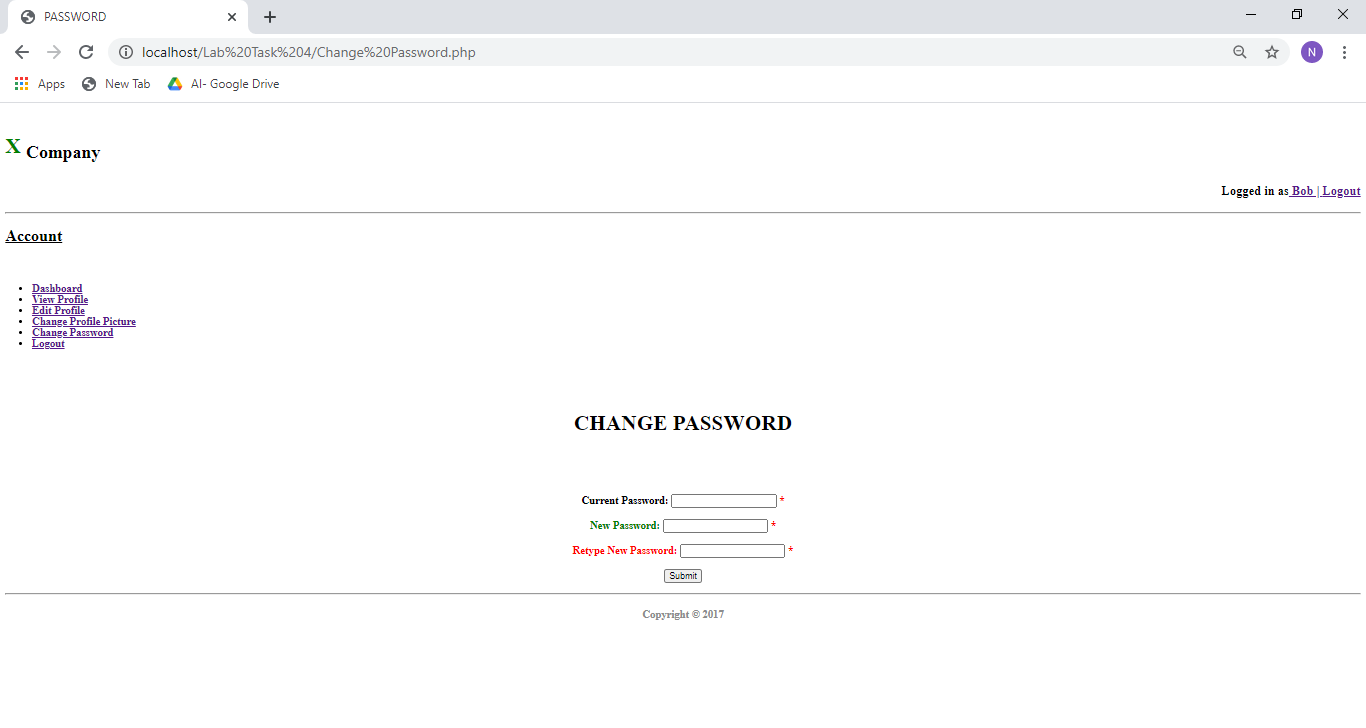 PASSWORD
localhost/Lab%20Task%204/Change%20Password.php
N
Apps New Tab AI- Google Drive
X Company
Logged in as Bob | Logout
Account
Dashboard
View Profile
Edit Profile
Change Profile Picture
Change Password
Logout
CHANGE PASSWORD
Current Password: *
New Password: *
Retype New Password: *
Submit
Copyright © 2017